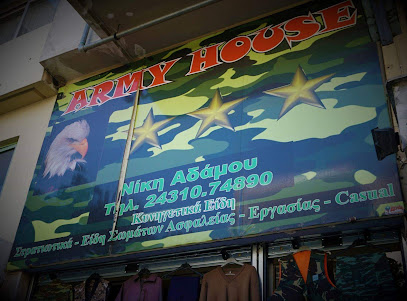 ARMY HOUSE
Νίκη Αδάμου
Τηλ. 24310.74890
Κυνηγετικά Είδη
Στρατιωτικά - Είδη Σωμάτων Ασφαλείας - Εργασίας - Casual